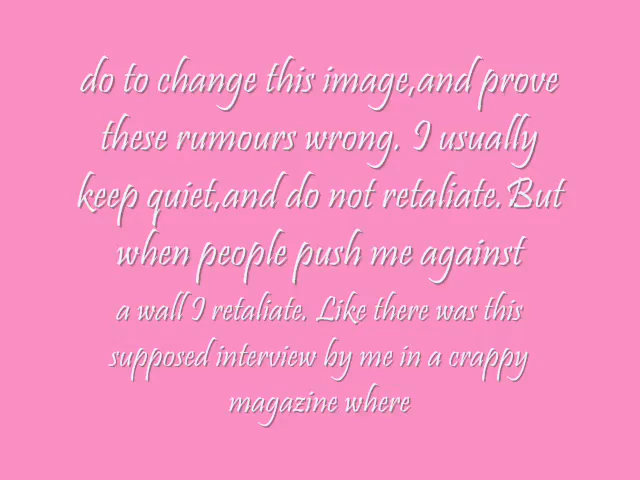 do to change this image,and prove
these rumours wrong. I usually
keep quiet,and do not retaliate.But
when people push me against
a wall I retaliate. Like there was this
supposed interview by me in a crappy
magazine where